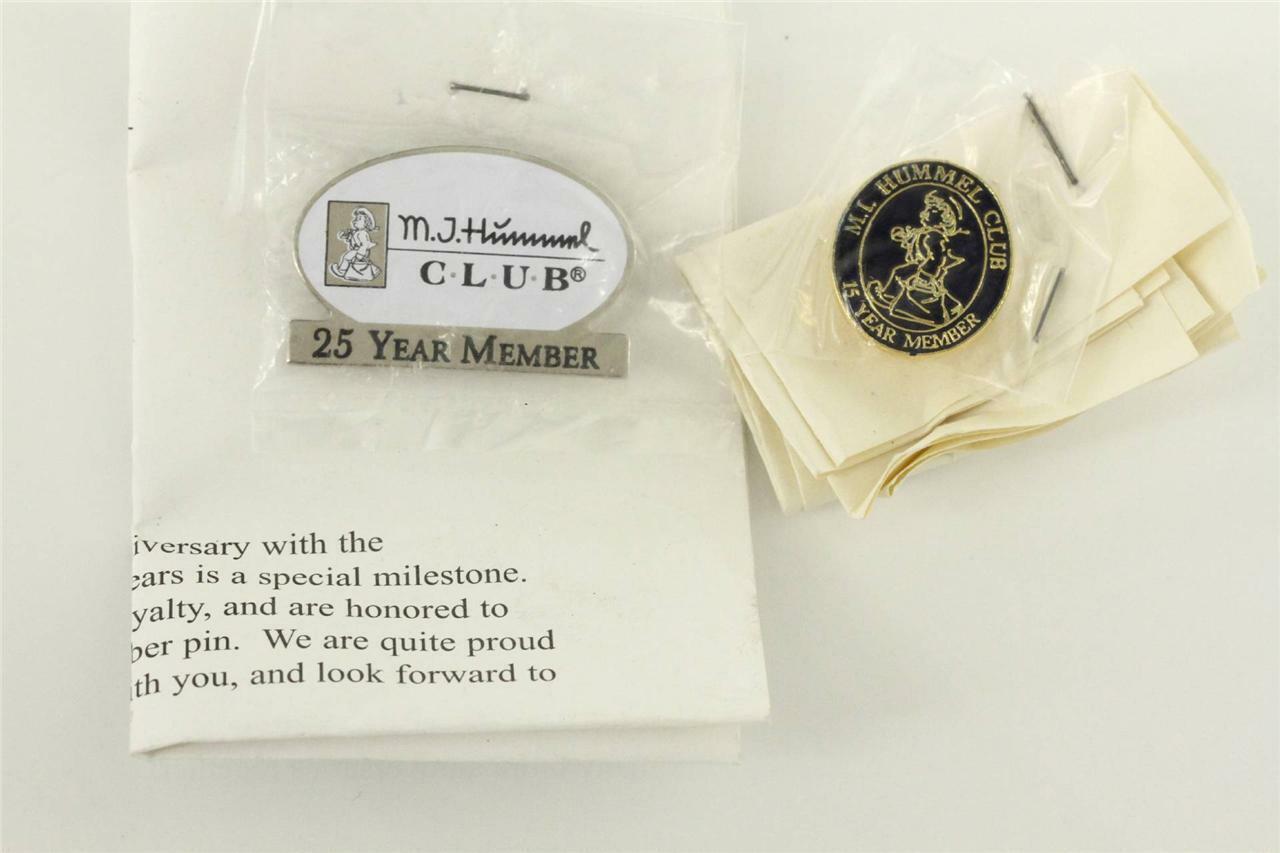 M.J.Hummel
C·L·U·B®
25 YEAR MEMBER
M.I. HUMMEL CLUB
15 YEAR MEMBER
iversary with the
ears is a special milestone.
yalty, and are honored to
ber pin. We are quite proud
ith you, and look forward to